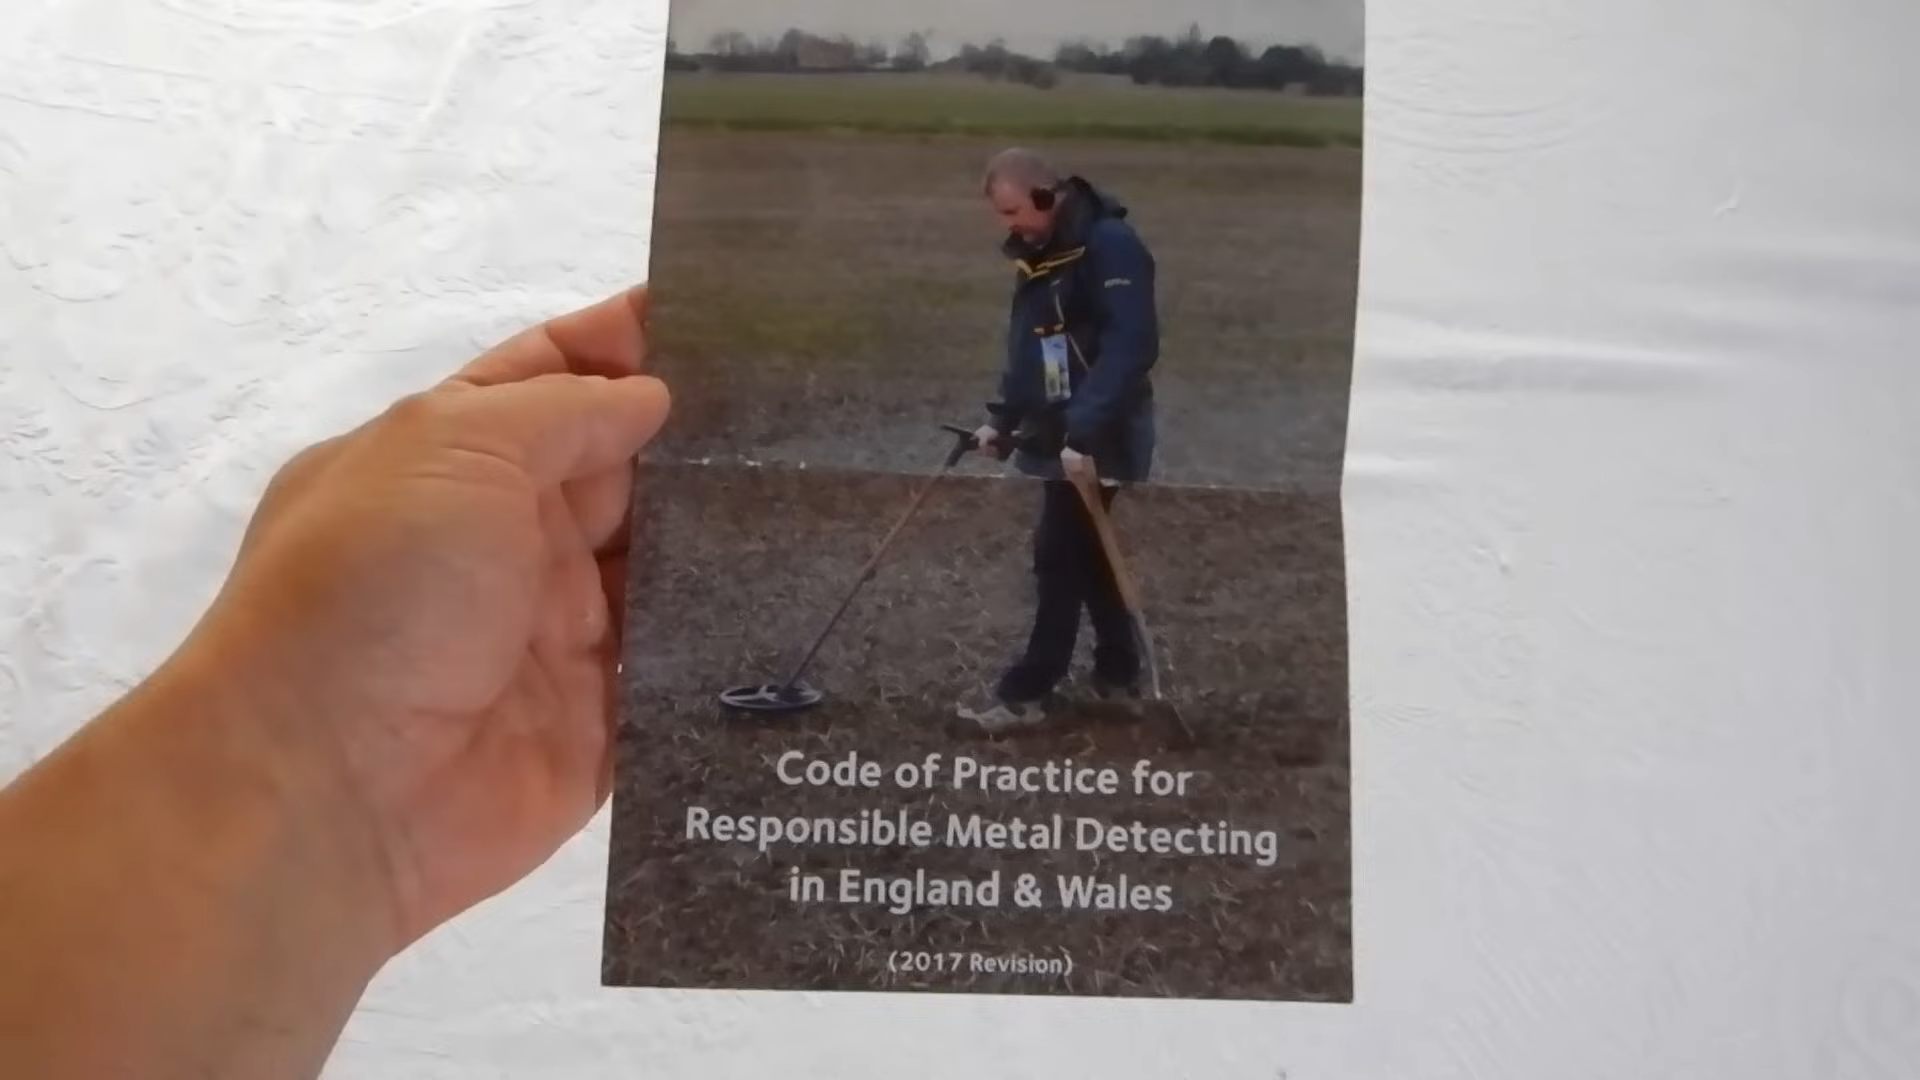 Code of Practice for
Responsible Metal Detecting
in England & Wales
(2017 Revision)